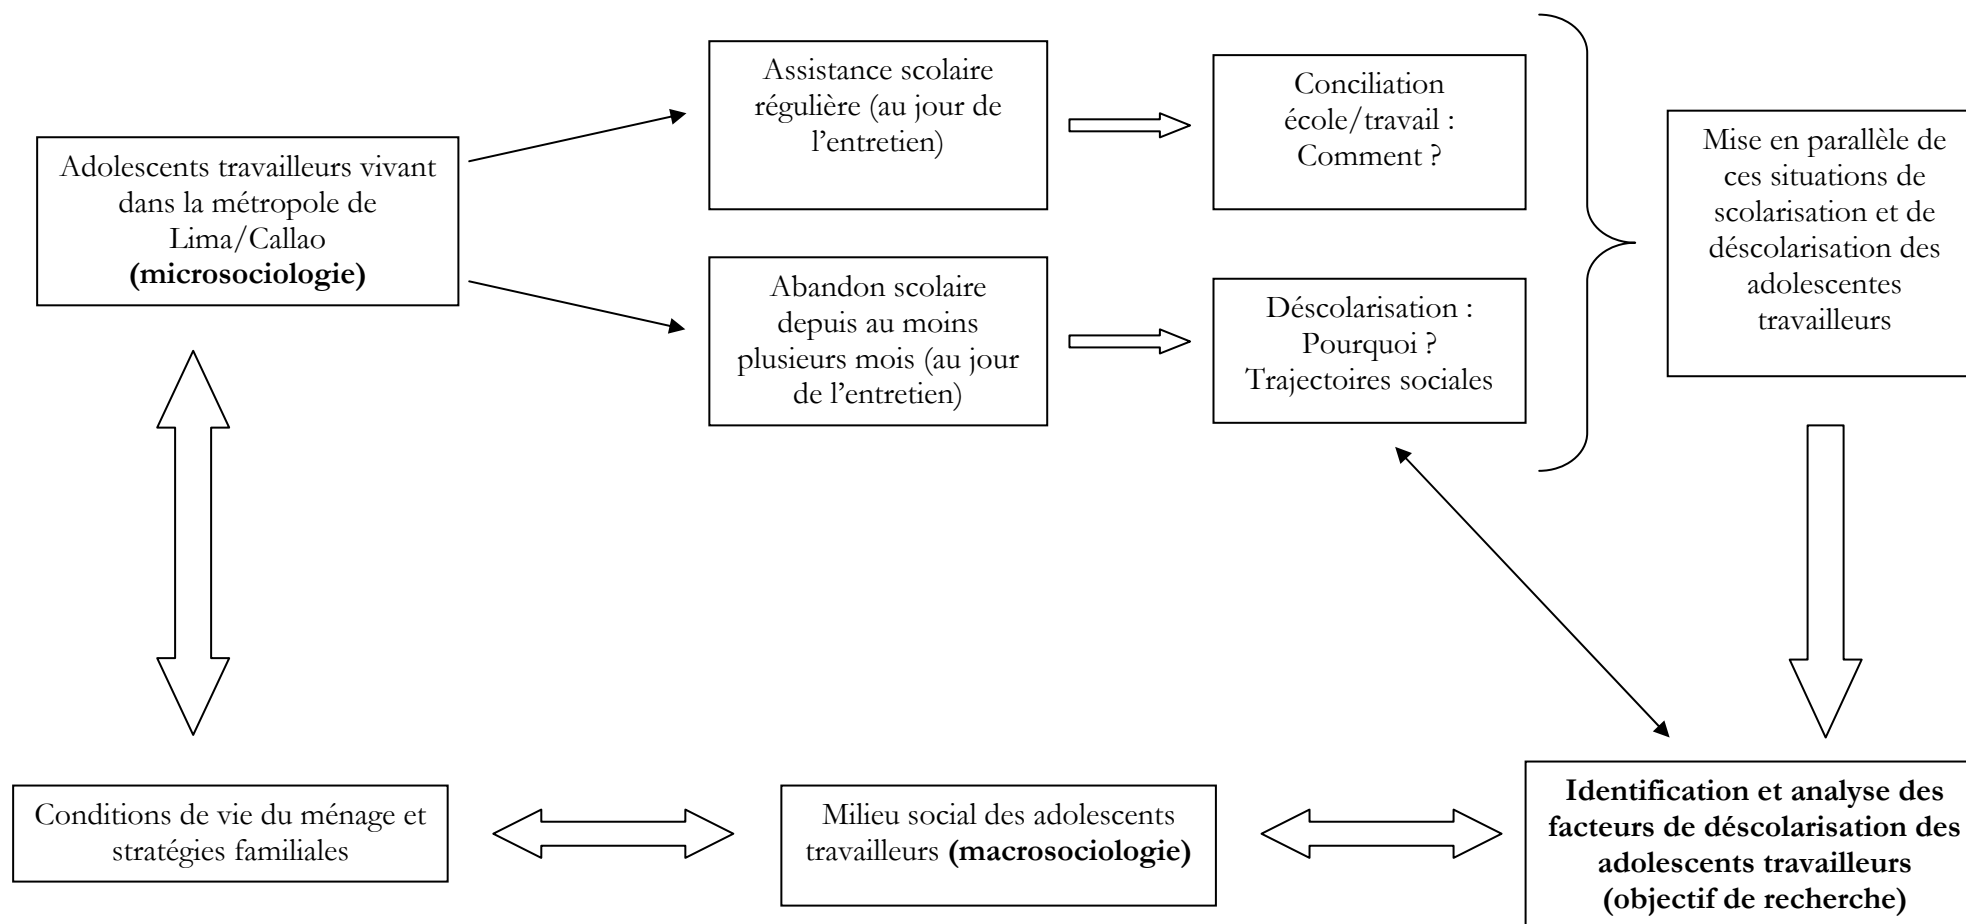 Adolescents travailleurs vivant
dans la métropole de
Lima/Callao
(microsociologie)
Assistance scolaire
régulière (au jour de
l’entretien)
Conciliation
école/travail :
Comment ?
Abandon scolaire
depuis au moins
plusieurs mois (au jour
de l’entretien)
Déscolarisation :
Pourquoi ?
Trajectoires sociales
Mise en parallèle de
ces situations de
scolarisation et de
déscolarisation des
adolescentes
travailleurs
Conditions de vie du ménage et
stratégies familiales
Milieu social des adolescents
travailleurs (macrosociologie)
Identification et analyse des
facteurs de déscolarisation des
adolescents travailleurs
(objectif de recherche)